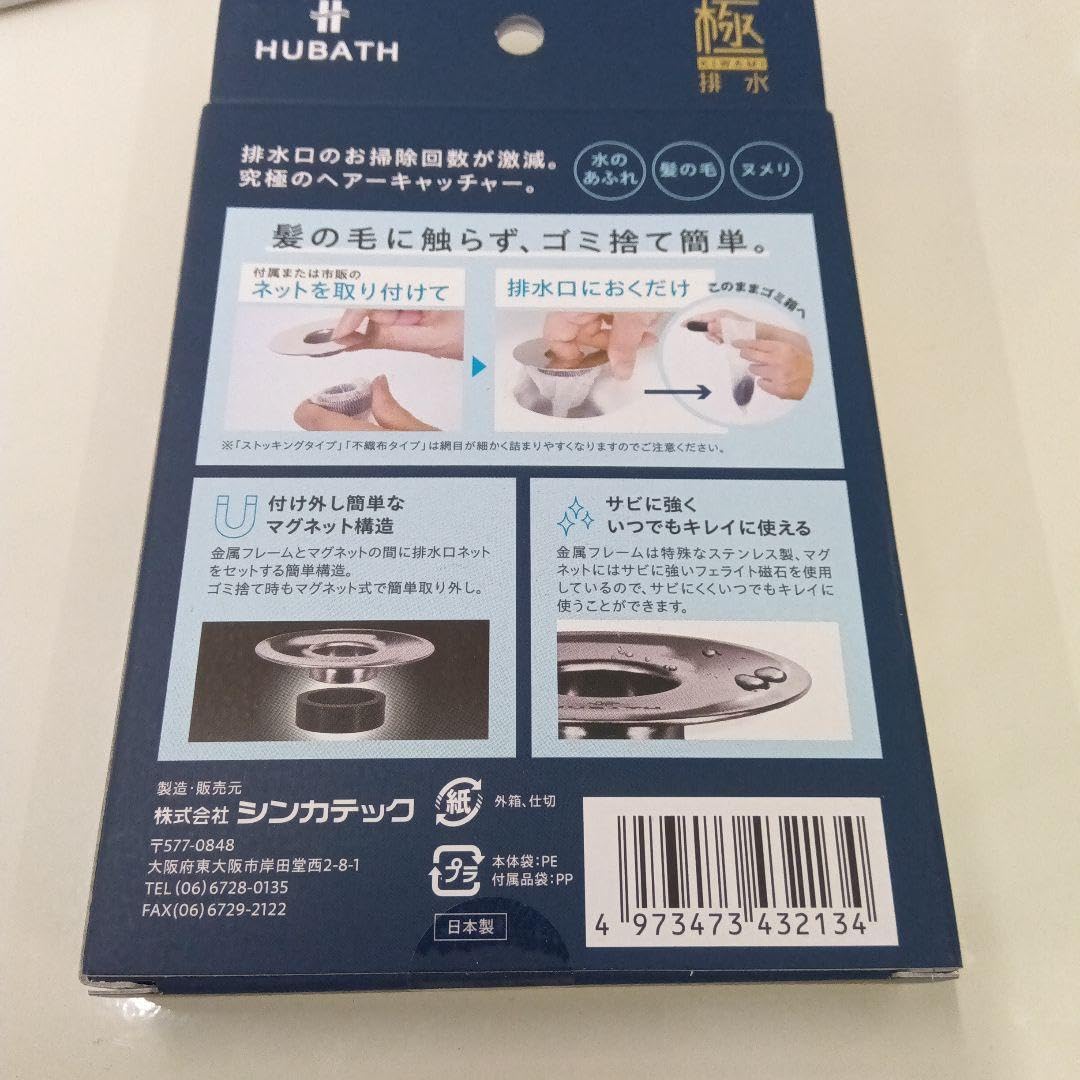 HUBATH
極
KIWAMI
排水
排水口のお掃除回数が激減。
究極のヘアーキャッチャー。
水の
あふれ
髪の毛
ヌメリ
髪の毛に触らず、ゴミ捨て簡単。
付属または市販の
ネットを取り付けて
排水口におくだけ
このままゴミ箱へ
※「ストッキングタイプ」「不織布タイプ」は網目が細かく詰まりやすくなりますのでご注意ください。
付け外し簡単な
マグネット構造
金属フレームとマグネットの間に排水口ネット
をセットする簡単構造。
ゴミ捨て時もマグネット式で簡単取り外し。
サビに強く
いつでもキレイに使える
金属フレームは特殊なステンレス製、マグ
ネットにはサビに強いフェライト磁石を使用
しているので、サビにくくいつでもキレイに
使うことができます。
製造・販売元
株式会社 シンカテック
〒577-0848
大阪府東大阪市岸田堂西2-8-1
TEL (06) 6728-0135
FAX(06) 6729-2122
紙
外箱、仕切
プラ
本体袋:PE
付属品袋:PP
日本製
4 973473 432134